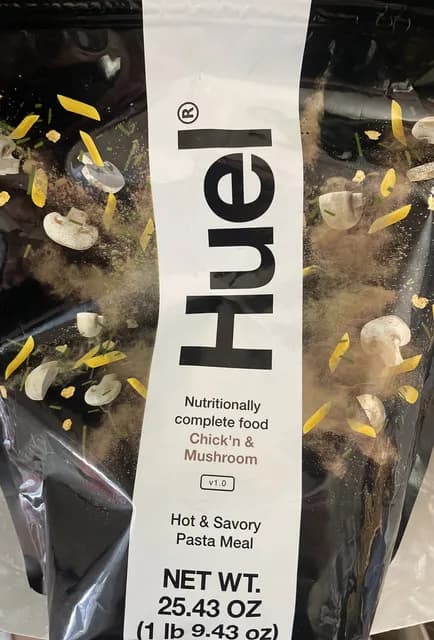 Huel®
Nutritionally
complete food
Chick'n &
Mushroom
v1.0
Hot & Savory
Pasta Meal
NET WT.
25.43 OZ
(1 lb 9.43 oz)